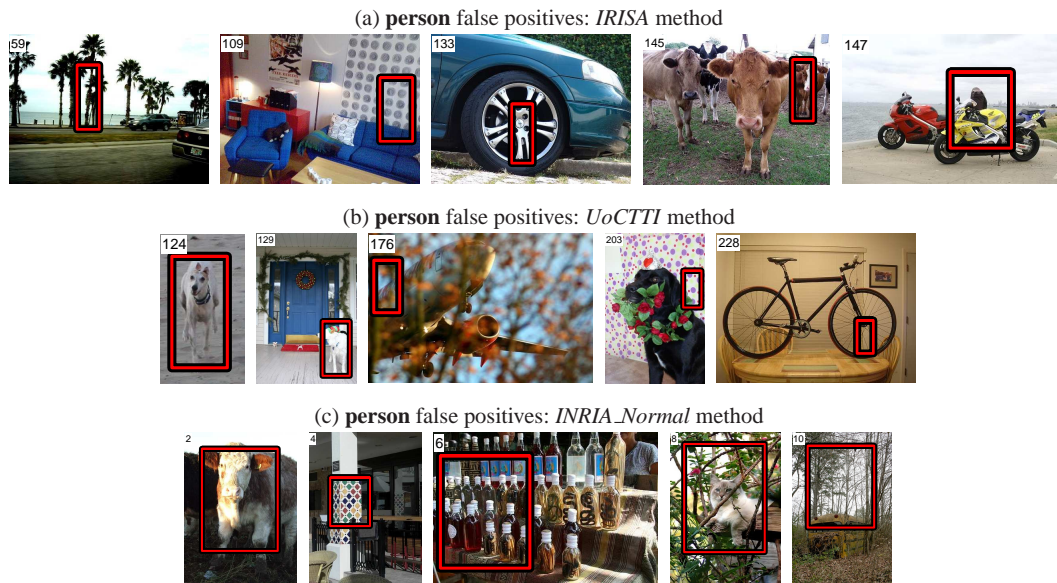 (a) person false positives: IRISA method
59 109 133 145 147
(b) person false positives: UoCTTI method
124 129 176 203 228
(c) person false positives: INRIA_Normal method
2 4 6 8 10